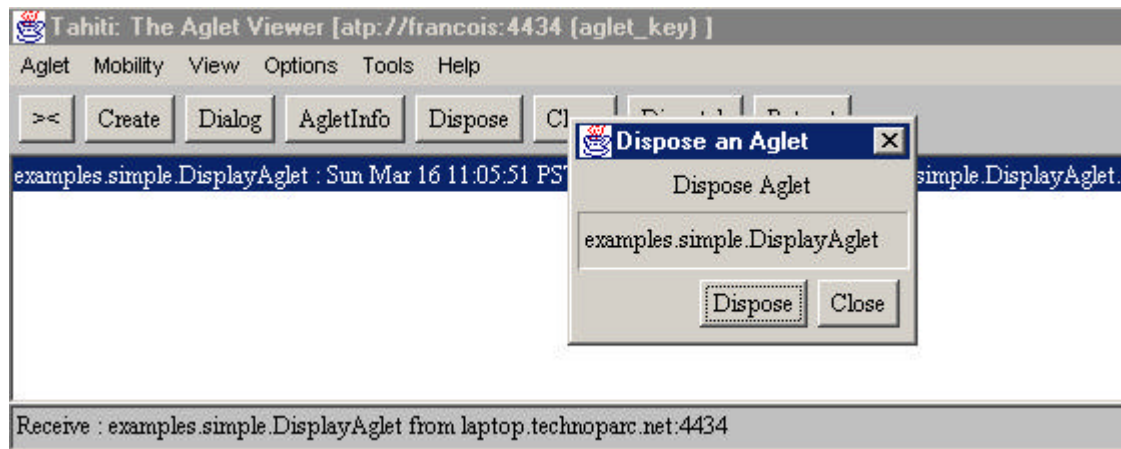 Tahiti: The Aglet Viewer [atp://francois:4434 (aglet_key) ]
Aglet Mobility View Options Tools Help
>< Create Dialog AgletInfo Dispose
Dispose an Aglet
examples.simple.DisplayAglet : Sun Mar 16 11:05:51 PST
simple.DisplayAglet.
Dispose Aglet
examples.simple.DisplayAglet
Dispose Close
Receive : examples.simple.DisplayAglet from laptop.technoparc.net:4434